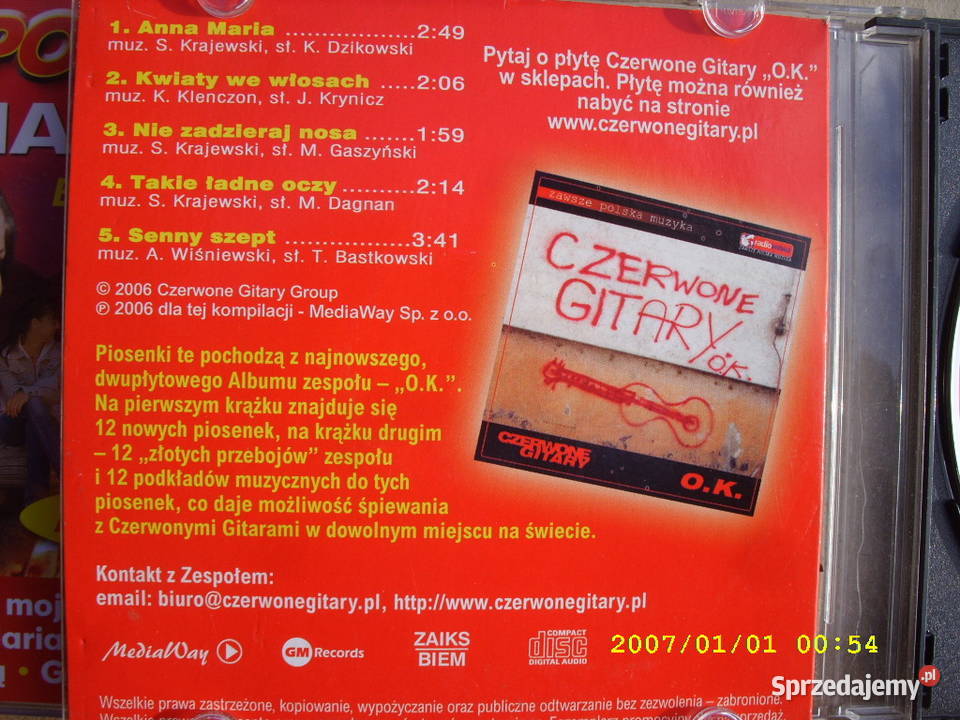 1. Anna Maria ..................2:49
muz. S. Krajewski, sł. K. Dzikowski
2. Kwiaty we włosach .....2:06
muz. K. Klenczon, sł. J. Krynicz
3. Nie zadzieraj nosa .......1:59
muz. S. Krajewski, sł. M. Gaszyński
4. Takie ładne oczy ..........2:14
muz. S. Krajewski, sł. M. Dagnan
5. Senny szept .................3:41
muz. A. Wiśniewski, sł. T. Bastkowski
© 2006 Czerwone Gitary Group
℗ 2006 dla tej kompilacji - MediaWay Sp. z o.o.
Pytaj o płytę Czerwone Gitary „O.K.”
w sklepach. Płytę można również
nabyć na stronie
www.czerwonegitary.pl
zawsze polska muzyka
radio
CZERWONE
GITARY
O.K.
CZERWONE
GITARY
O.K.
Piosenki te pochodzą z najnowszego,
dwupłytowego Albumu zespołu – „O.K.”.
Na pierwszym krążku znajduje się
12 nowych piosenek, na krążku drugim
– 12 „złotych przebojów” zespołu
i 12 podkładów muzycznych do tych
piosenek, co daje możliwość śpiewania
z Czerwonymi Gitarami w dowolnym miejscu na świecie.
Kontakt z Zespołem:
email: biuro@czerwonegitary.pl, http://www.czerwonegitary.pl
MediaWay
GM Records
ZAIKS
BIEM
COMPACT
disc
DIGITAL AUDIO
2007/01/01 00:54
Wszelkie prawa zastrzeżone, kopiowanie, wypożyczanie oraz publiczne odtwarzanie bez zezwolenia - zabronione.
Sprzedajemy.pl